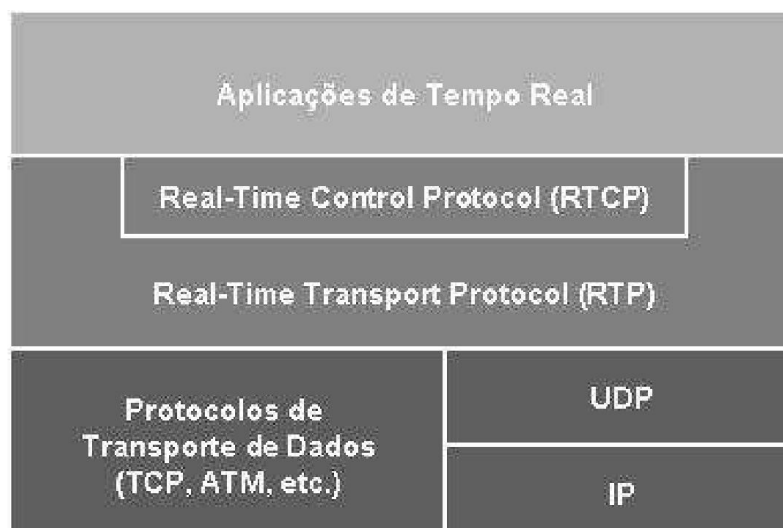 Aplicações de Tempo Real
Real-Time Control Protocol (RTCP)
Real-Time Transport Protocol (RTP)
Protocolos de
Transporte de Dados
(TCP, ATM, etc.)
UDP
IP